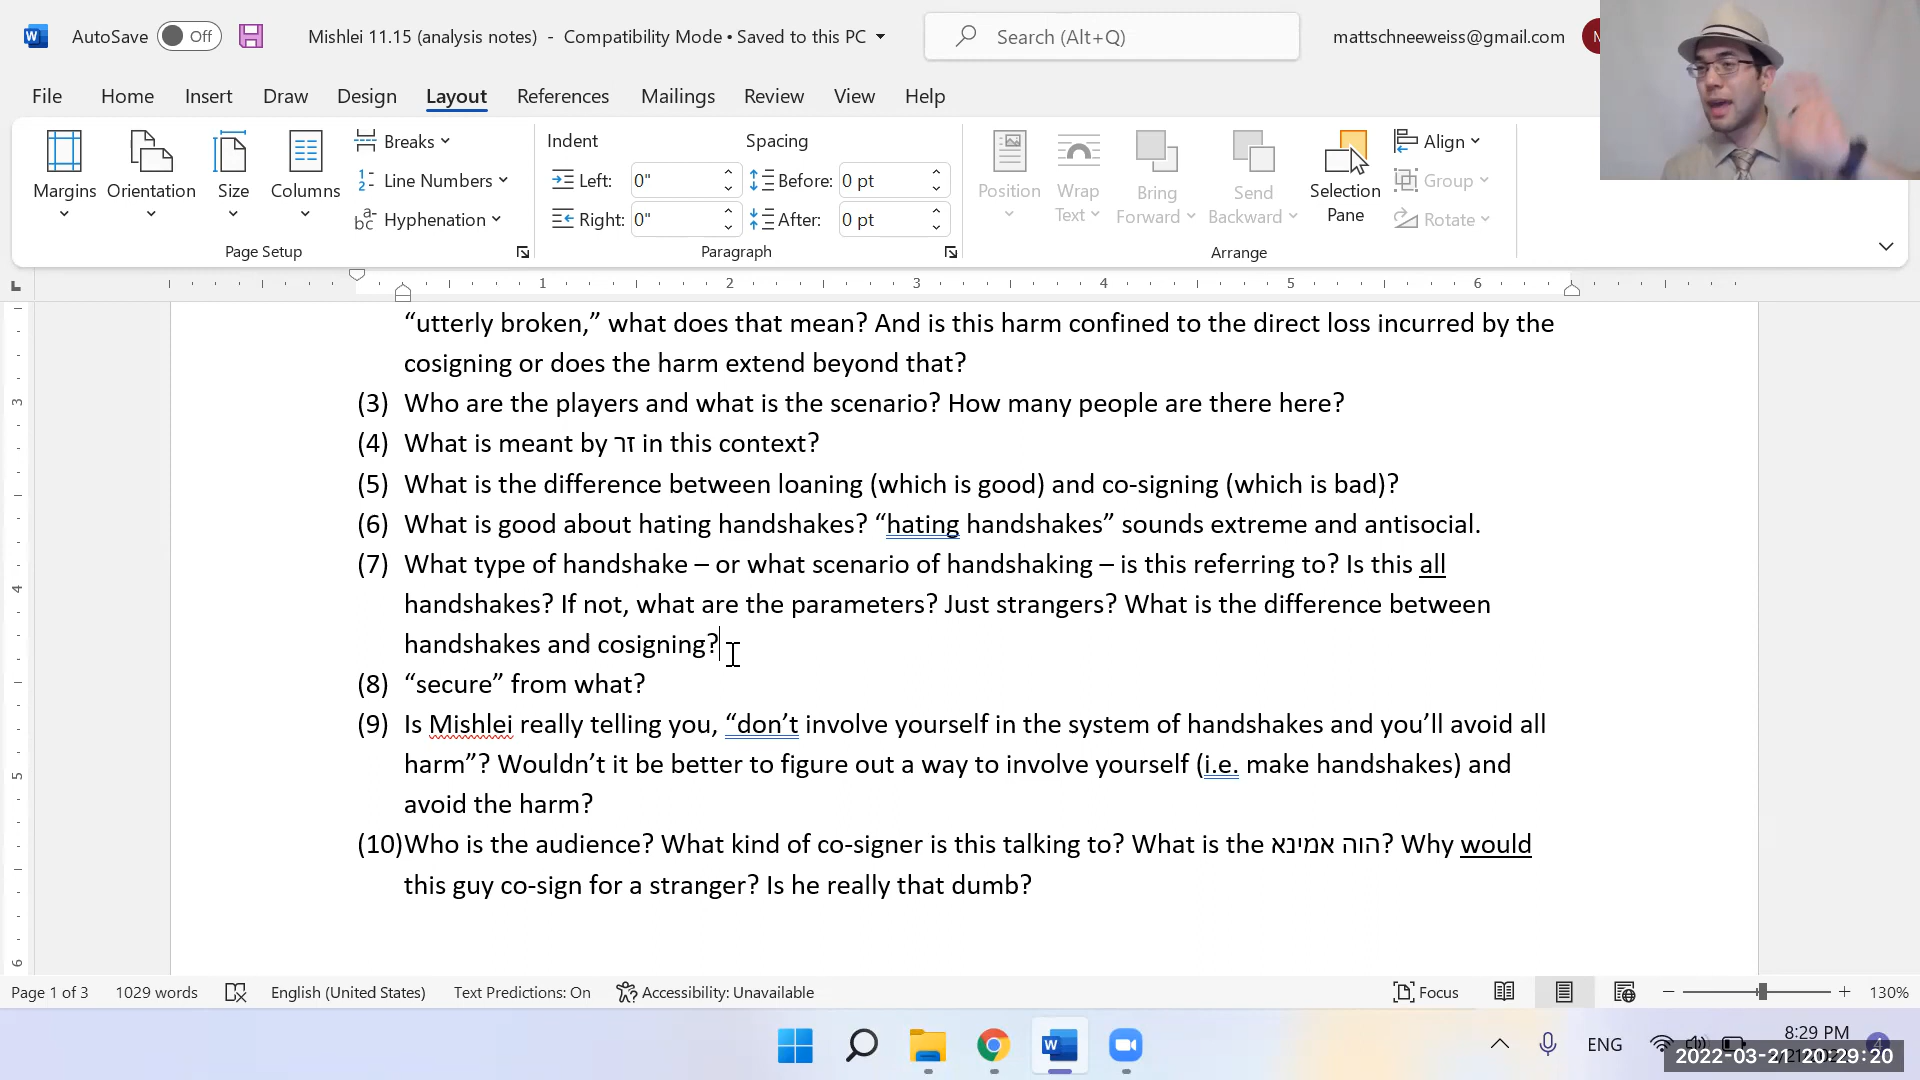 AutoSave Off Mishlei 11.15 (analysis notes) - Compatibility Mode • Saved to this PC Search (Alt+Q) mattschneeweiss@gmail.com
File Home Insert Draw Design Layout References Mailings Review View Help
Margins Orientation Size Columns
Breaks
Line Numbers
Hyphenation
Page Setup
Indent Spacing
Left: 0" Before: 0 pt
Right: 0" After: 0 pt
Paragraph
Position Wrap Text Bring Forward Send Backward Selection Pane
Align
Group
Rotate
Arrange
1 2 3 4 5 6
“utterly broken,” what does that mean? And is this harm confined to the direct loss incurred by the
cosigning or does the harm extend beyond that?
(3) Who are the players and what is the scenario? How many people are there here?
(4) What is meant by זר in this context?
(5) What is the difference between loaning (which is good) and co-signing (which is bad)?
(6) What is good about hating handshakes? “hating handshakes” sounds extreme and antisocial.
(7) What type of handshake – or what scenario of handshaking – is this referring to? Is this all
handshakes? If not, what are the parameters? Just strangers? What is the difference between
handshakes and cosigning?
(8) “secure” from what?
(9) Is Mishlei really telling you, “don’t involve yourself in the system of handshakes and you’ll avoid all
harm”? Wouldn’t it be better to figure out a way to involve yourself (i.e. make handshakes) and
avoid the harm?
(10) Who is the audience? What kind of co-signer is this talking to? What is the הוה אמינא? Why would
this guy co-sign for a stranger? Is he really that dumb?
3
4
5
6
Page 1 of 3 1029 words English (United States) Text Predictions: On Accessibility: Unavailable Focus 130%
ENG 8:29 PM
2022-03-21 20:29:20